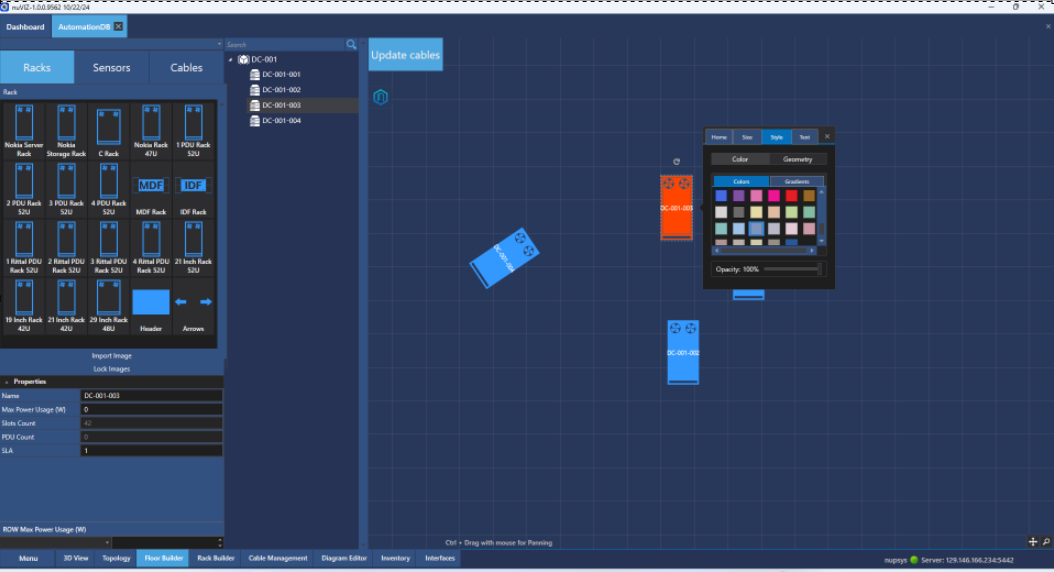 nuVIZ-1.0.0.9562 10/22/24
Dashboard AutomationDB
Search
Update cables
Racks Sensors Cables
DC-001
DC-001-001
DC-001-002
DC-001-003
DC-001-004
Rack
Nokia Server Rack
Nokia Storage Rack
C Rack
Nokia Rack 47U
1 PDU Rack 52U
2 PDU Rack 52U
3 PDU Rack 52U
4 PDU Rack 52U
MDF
MDF Rack
IDF
IDF Rack
1 Rittal PDU Rack 52U
2 Rittal PDU Rack 52U
3 Rittal PDU Rack 52U
4 Rittal PDU Rack 52U
21 Inch Rack 52U
19 Inch Rack 42U
21 Inch Rack 42U
29 Inch Rack 48U
Header
Arrows
Import Image
Lock Images
Properties
Name DC-001-003
Max Power Usage (W) 0
Slots Count 42
PDU Count 0
SLA 1
ROW Max Power Usage (W)
Home Size Style Text
Color Geometry
Colors Gradients
Opacity: 100%
DC-001-003
DC-001-004
DC-001-002
Ctrl + Drag with mouse for Panning
Menu 3D View Topology Floor Builder Rack Builder Cable Management Diagram Editor Inventory Interfaces
nupsys Server: 129.146.166.234:5442